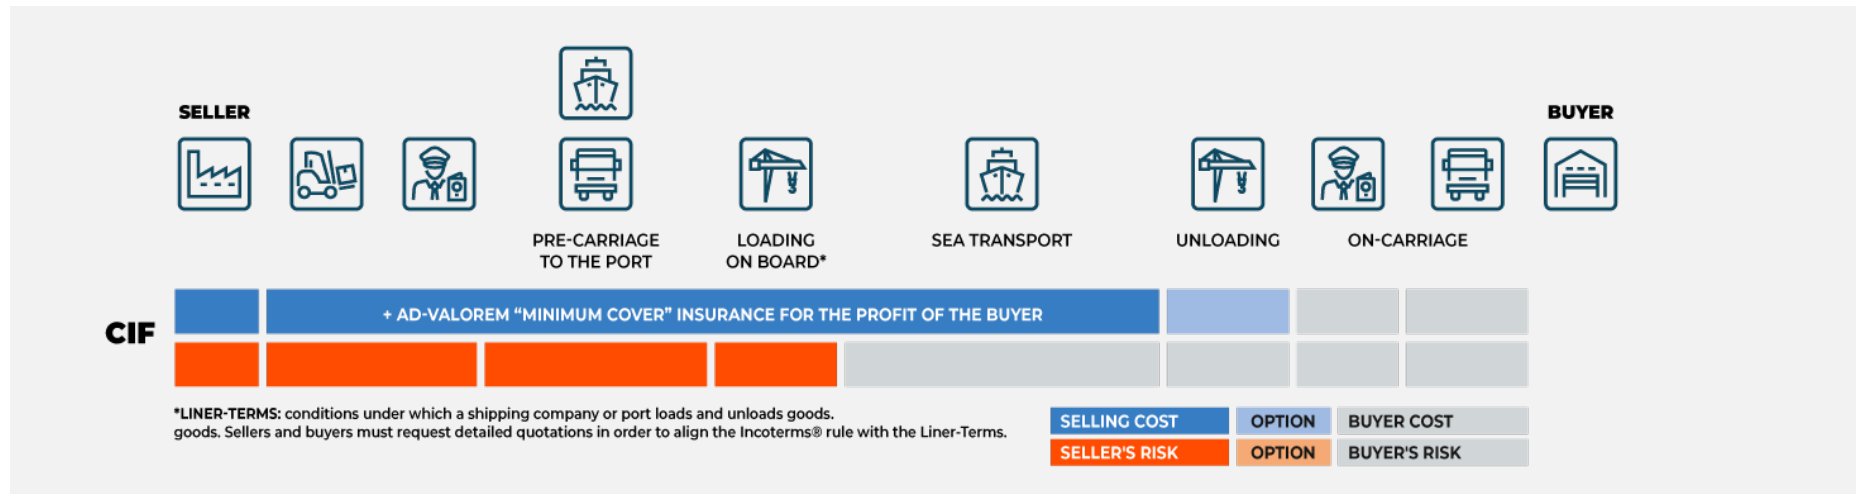 SELLER
BUYER
PRE-CARRIAGE
TO THE PORT
LOADING
ON BOARD*
SEA TRANSPORT
UNLOADING
ON-CARRIAGE
CIF
+ AD-VALOREM “MINIMUM COVER” INSURANCE FOR THE PROFIT OF THE BUYER
*LINER-TERMS: conditions under which a shipping company or port loads and unloads goods.
goods. Sellers and buyers must request detailed quotations in order to align the Incoterms® rule with the Liner-Terms.
SELLING COST
OPTION
BUYER COST
SELLER'S RISK
OPTION
BUYER'S RISK